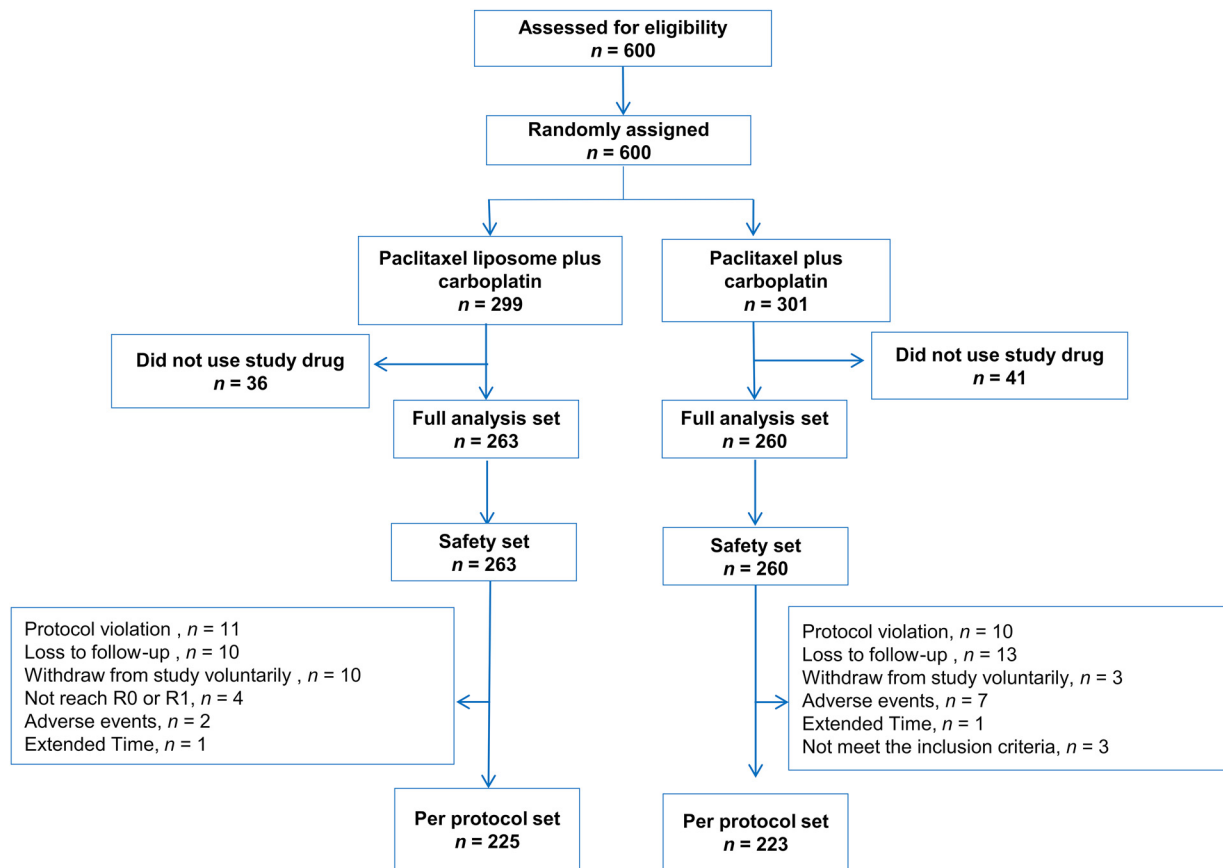 Assessed for eligibility
n = 600
Randomly assigned
n = 600
Paclitaxel liposome plus
carboplatin
n = 299
Paclitaxel plus
carboplatin
n = 301
Did not use study drug
n = 36
Did not use study drug
n = 41
Full analysis set
n = 263
Full analysis set
n = 260
Safety set
n = 263
Safety set
n = 260
Protocol violation , n = 11
Loss to follow-up , n = 10
Withdraw from study voluntarily , n = 10
Not reach R0 or R1, n = 4
Adverse events, n = 2
Extended Time, n = 1
Protocol violation, n = 10
Loss to follow-up, n = 13
Withdraw from study voluntarily, n = 3
Adverse events, n = 7
Extended Time, n = 1
Not meet the inclusion criteria, n = 3
Per protocol set
n = 225
Per protocol set
n = 223